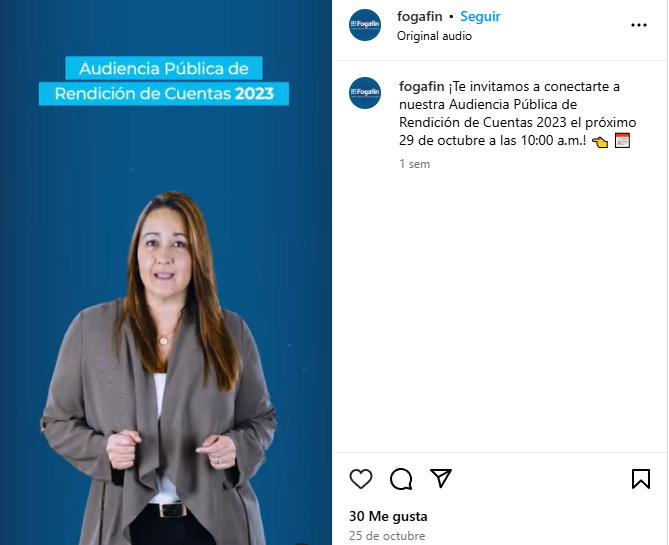 Audiencia Pública de
Rendición de Cuentas 2023
Fogafín
fogafin • Seguir
Original audio
Fogafín
fogafin ¡Te invitamos a conectarte a
nuestra Audiencia Pública de
Rendición de Cuentas 2023 el próximo
29 de octubre a las 10:00 a.m.! 👈 🗓️
1 sem
30 Me gusta
25 de octubre